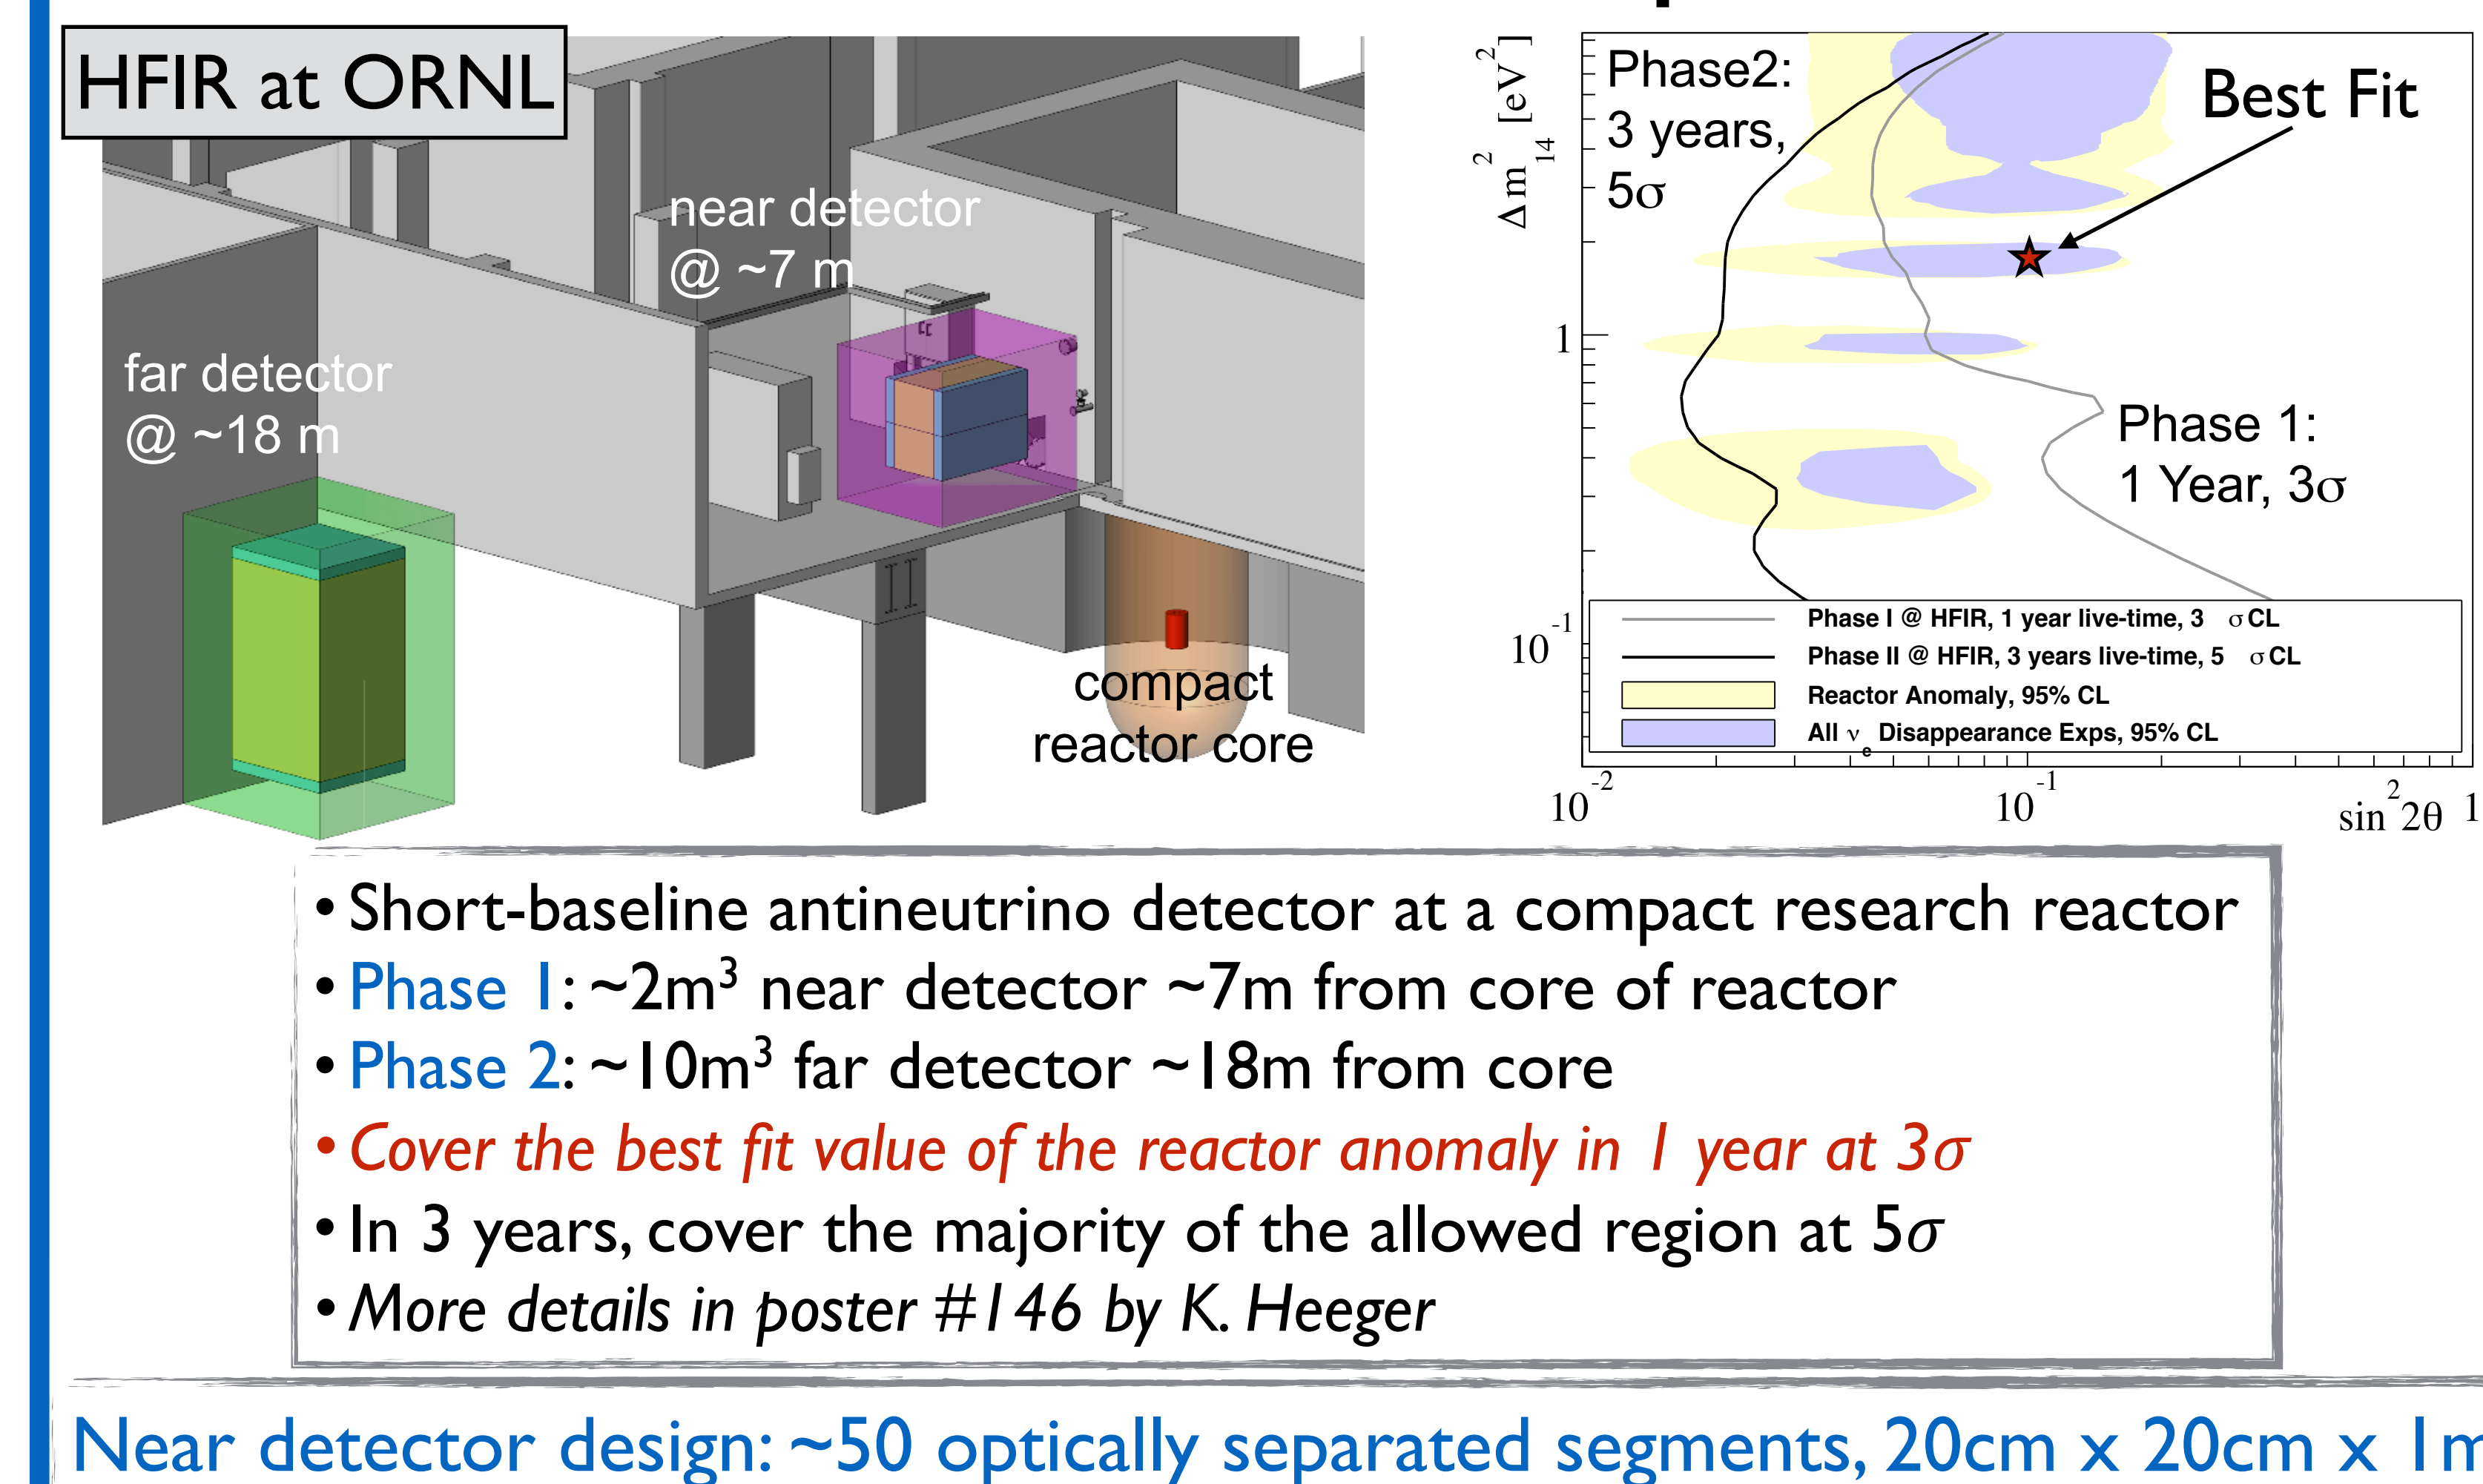 HFIR at ORNL
near detector
@ ~7 m
far detector
@ ~18 m
compact
reactor core
Δm²₁₄ [eV²]
Phase2:
3 years,
5σ
Best Fit
1
Phase 1:
1 Year, 3σ
10⁻¹
Phase I @ HFIR, 1 year live-time, 3 σ CL
Phase II @ HFIR, 3 years live-time, 5 σ CL
Reactor Anomaly, 95% CL
All νₑ Disappearance Exps, 95% CL
10⁻² 10⁻¹ sin²2θ 1
• Short-baseline antineutrino detector at a compact research reactor
• Phase 1: ~2m³ near detector ~7m from core of reactor
• Phase 2: ~10m³ far detector ~18m from core
• Cover the best fit value of the reactor anomaly in 1 year at 3σ
• In 3 years, cover the majority of the allowed region at 5σ
• More details in poster #146 by K. Heeger
Near detector design: ~50 optically separated segments, 20cm x 20cm x 1m